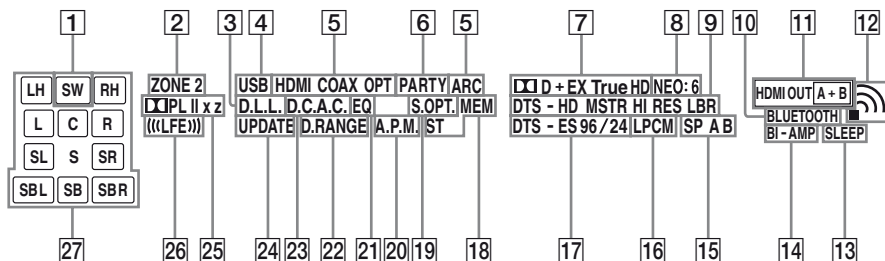 1 2 3 4 5 6 5 7 8 9 10 11 12
LH SW RH ZONE 2 USB HDMI COAX OPT PARTY ARC D + EX True HD NEO: 6 HDMI OUT A + B
L C R PL II x z D.L.L. D.C.A.C. EQ S.OPT. MEM DTS - HD MSTR HI RES LBR BLUETOOTH
(((LFE))) UPDATE D.RANGE A.P.M. ST DTS - ES 96 / 24 LPCM SP A B BI - AMP SLEEP
SL S SR
SBL SB SBR
27 26 25 24 23 22 21 20 19 18 17 16 15 14 13